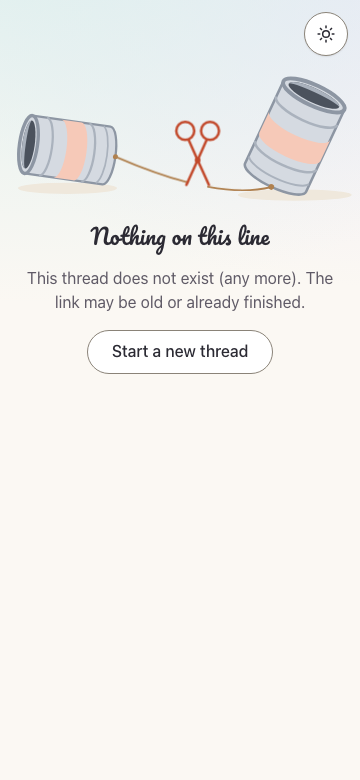 Nothing on this line
This thread does not exist (any more). The
link may be old or already finished.
Start a new thread